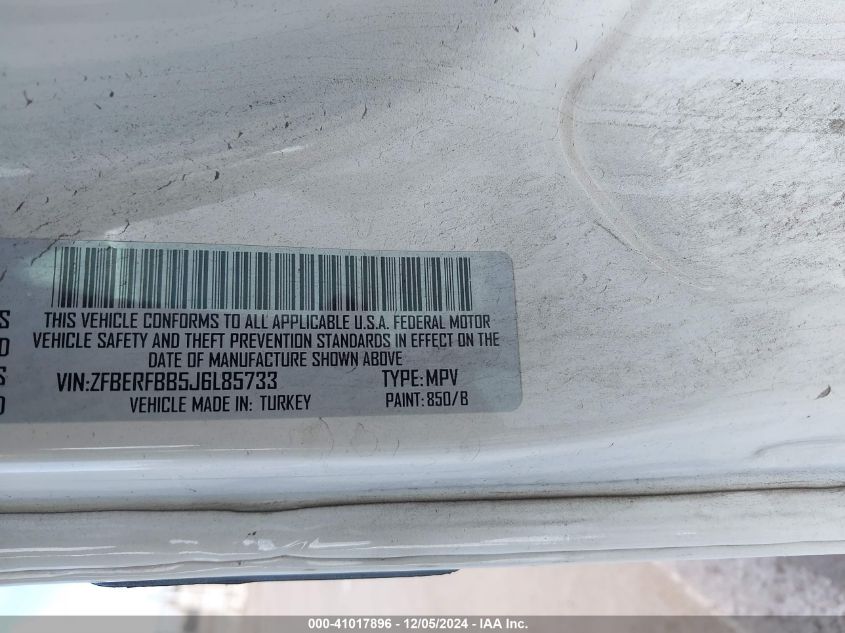 THIS VEHICLE CONFORMS TO ALL APPLICABLE U.S.A. FEDERAL MOTOR
VEHICLE SAFETY AND THEFT PREVENTION STANDARDS IN EFFECT ON THE
DATE OF MANUFACTURE SHOWN ABOVE
VIN:ZFBERFBB5J6L85733 TYPE:MPV
VEHICLE MADE IN: TURKEY PAINT:850/B
000-41017896 - 12/05/2024 - IAA, Inc.